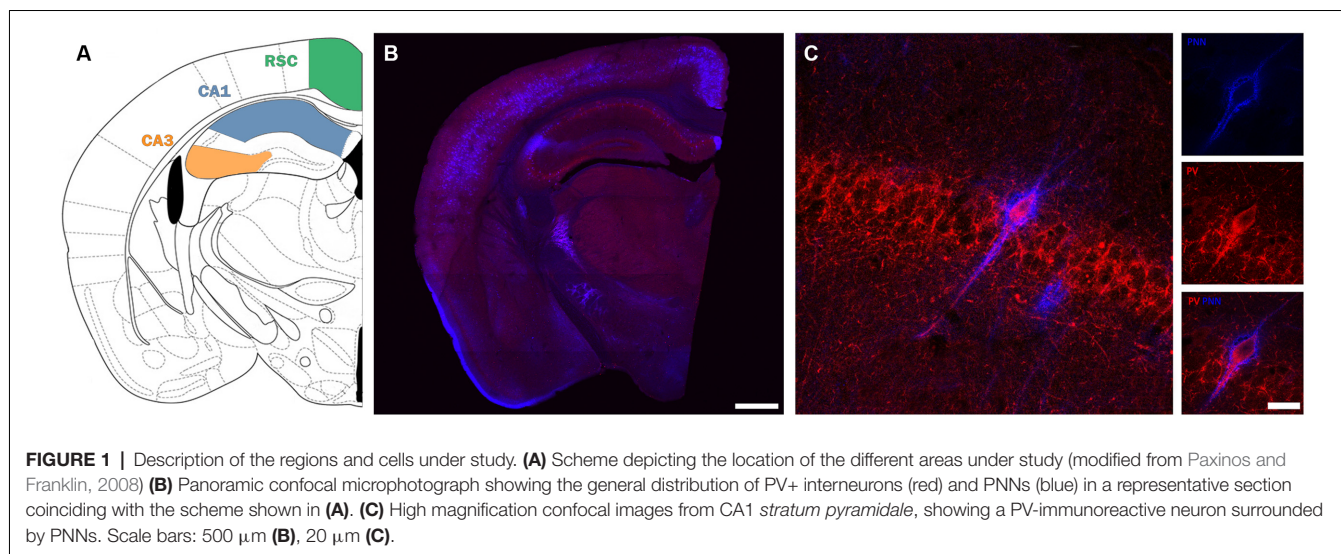 A
RSC
CA1
CA3
B
C
PNN
PV
PV PNN
FIGURE 1 | Description of the regions and cells under study. (A) Scheme depicting the location of the different areas under study (modified from Paxinos and
Franklin, 2008) (B) Panoramic confocal microphotograph showing the general distribution of PV+ interneurons (red) and PNNs (blue) in a representative section
coinciding with the scheme shown in (A). (C) High magnification confocal images from CA1 stratum pyramidale, showing a PV-immunoreactive neuron surrounded
by PNNs. Scale bars: 500 μm (B), 20 μm (C).